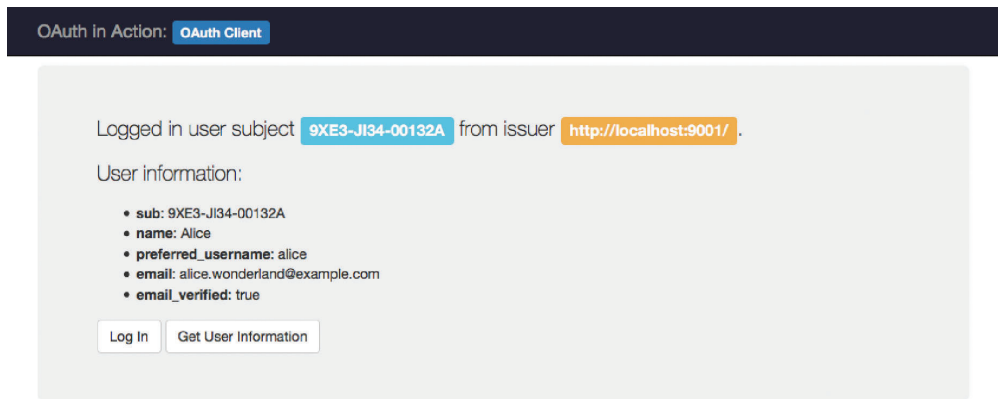 OAuth in Action: OAuth Client
Logged in user subject 9XE3-JI34-00132A from issuer http://localhost:9001/ .
User information:
• sub: 9XE3-JI34-00132A
• name: Alice
• preferred_username: alice
• email: alice.wonderland@example.com
• email_verified: true
Log In Get User Information